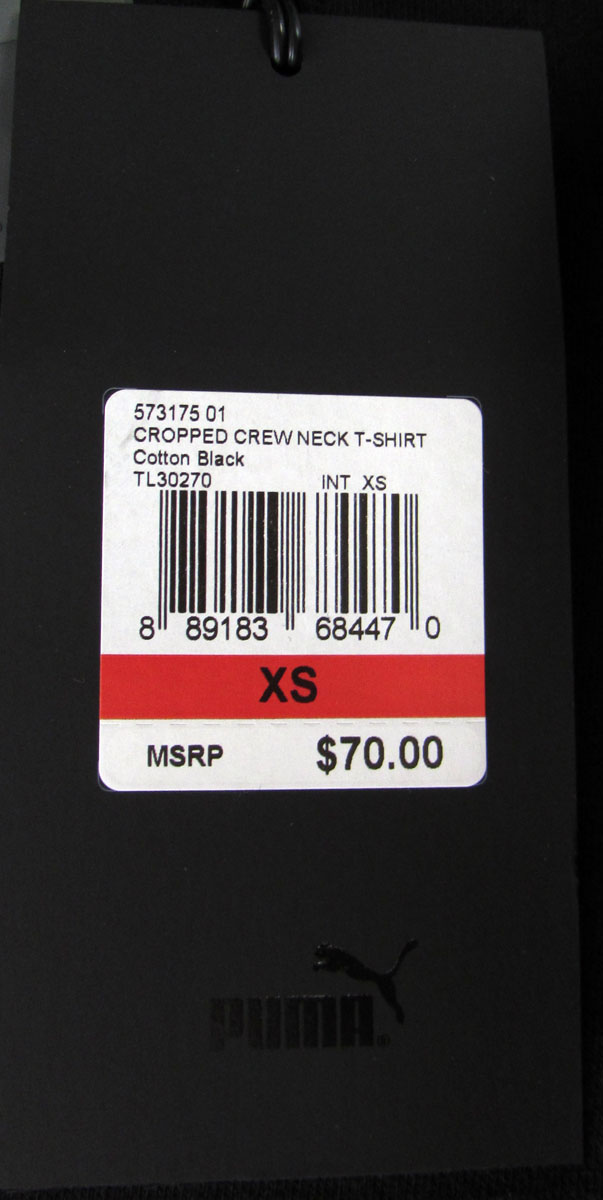 573175 01
CROPPED CREW NECK T-SHIRT
Cotton Black
TL30270 INT XS
8 89183 68447 0
XS
MSRP $70.00
PUMA®